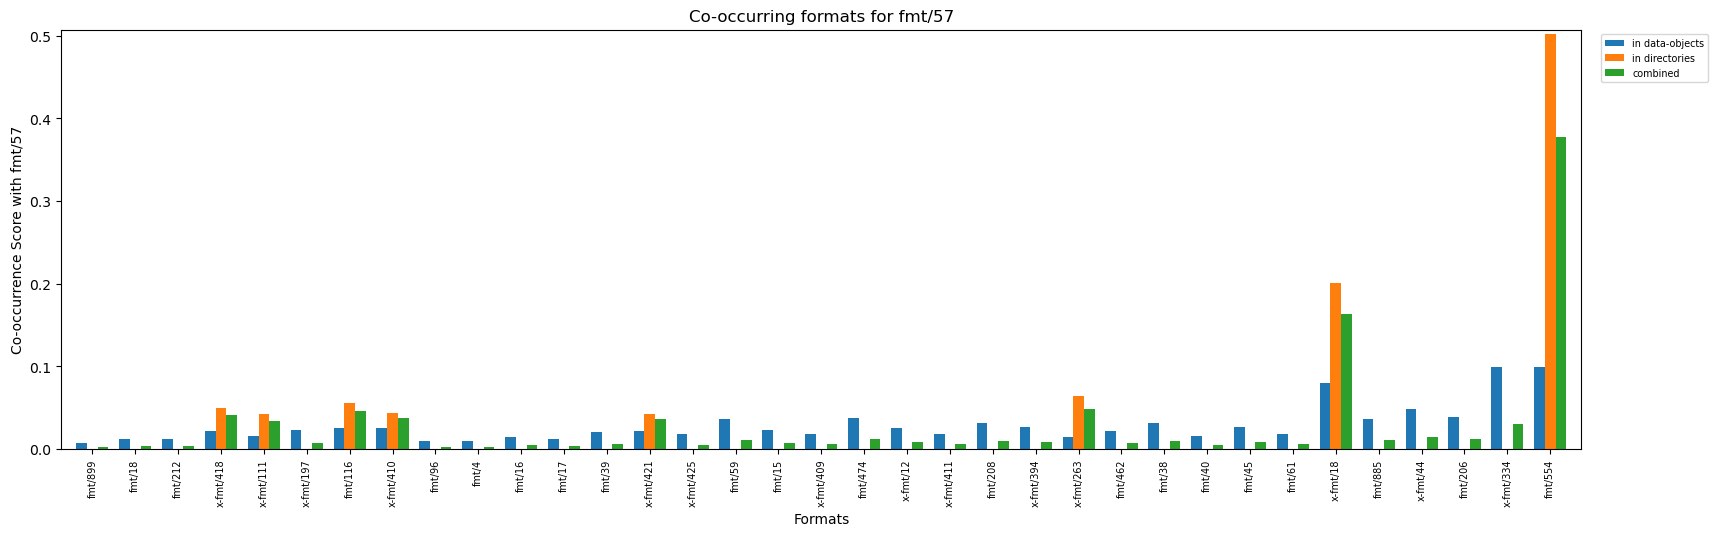 Co-occurring formats for fmt/57
Co-occcurrence Score with fmt/57
0.5
0.4
0.3
0.2
0.1
0.0
in data-objects
in directories
combined
fmt/899
fmt/18
fmt/212
x-fmt/418
x-fmt/111
x-fmt/197
fmt/116
x-fmt/410
fmt/96
fmt/4
fmt/16
fmt/17
fmt/39
x-fmt/421
x-fmt/425
fmt/59
fmt/15
x-fmt/409
fmt/474
x-fmt/12
x-fmt/411
fmt/208
x-fmt/394
x-fmt/263
fmt/462
fmt/38
fmt/40
fmt/45
fmt/61
x-fmt/18
fmt/885
x-fmt/44
fmt/206
x-fmt/334
fmt/554
Formats